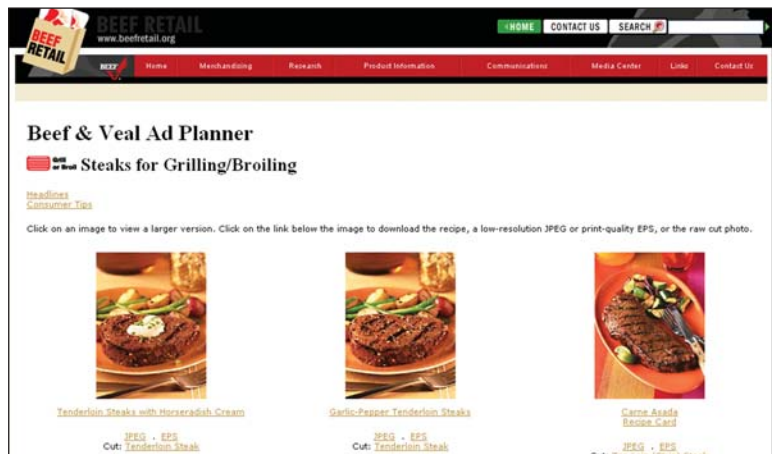 BEEF RETAIL
www.beefretail.org
BEEF RETAIL
HOME CONTACT US SEARCH
BEEF Home Merchandising Research Product Information Communications Media Center Links Contact Us
Beef & Veal Ad Planner
Grill or Broil Steaks for Grilling/Broiling
Headlines
Consumer Tips
Click on an image to view a larger version. Click on the link below the image to download the recipe, a low-resolution JPEG or print-quality EPS, or the raw cut photo.
Tenderloin Steaks with Horseradish Cream Garlic-Pepper Tenderloin Steaks Carne Asada
Recipe Card
JPEG . EPS JPEG . EPS JPEG . EPS
Cut: Tenderloin Steak Cut: Tenderloin Steak